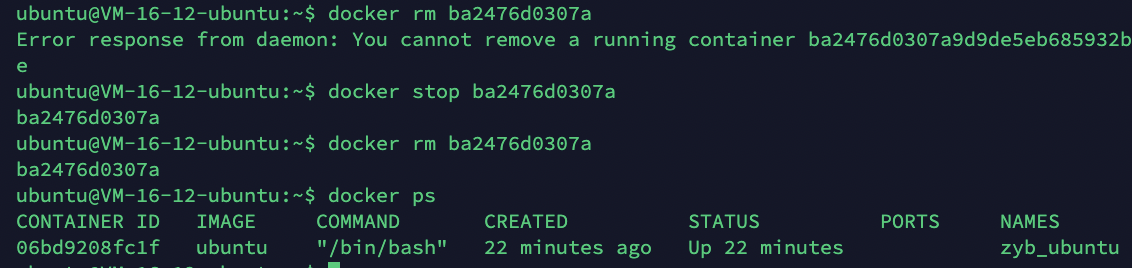 ubuntu@VM-16-12-ubuntu:~$ docker rm ba2476d0307a
Error response from daemon: You cannot remove a running container ba2476d0307a9d9de5eb685932b
e
ubuntu@VM-16-12-ubuntu:~$ docker stop ba2476d0307a
ba2476d0307a
ubuntu@VM-16-12-ubuntu:~$ docker rm ba2476d0307a
ba2476d0307a
ubuntu@VM-16-12-ubuntu:~$ docker ps
CONTAINER ID   IMAGE     COMMAND       CREATED          STATUS          PORTS     NAMES
06bd9208fc1f   ubuntu    "/bin/bash"   22 minutes ago   Up 22 minutes             zyb_ubuntu